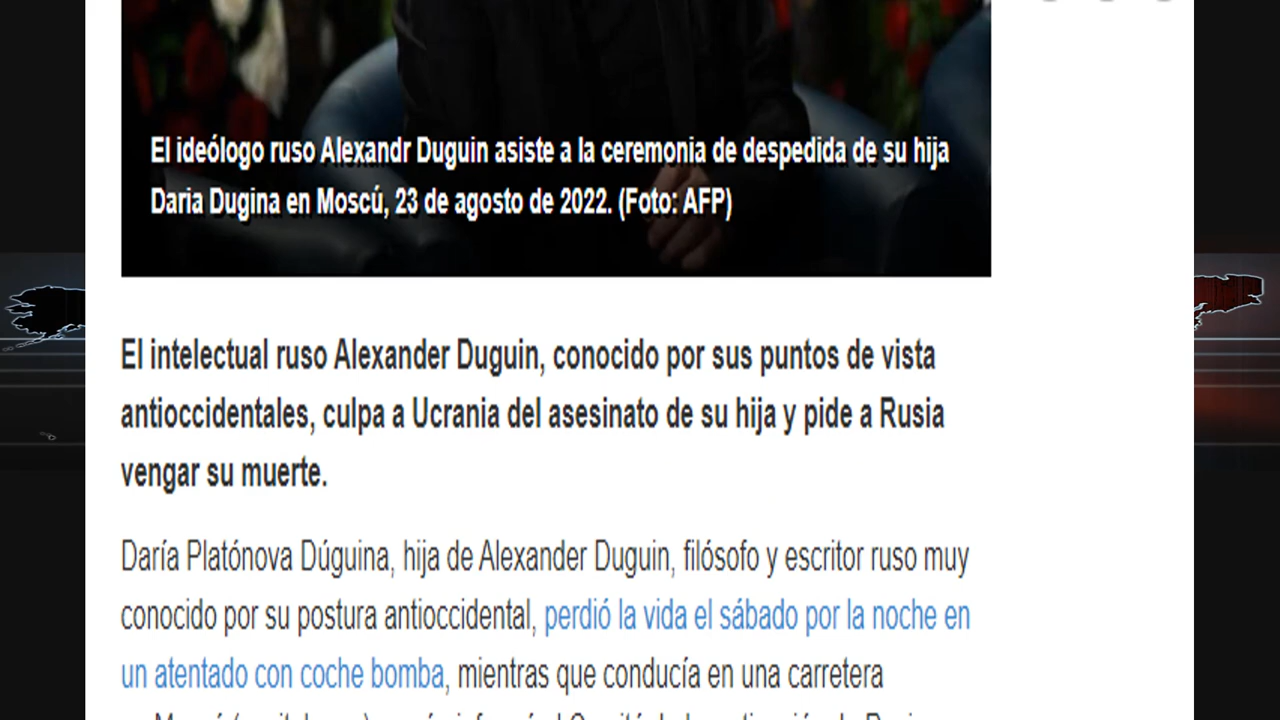 El ideólogo ruso Alexandr Duguin asiste a la ceremonia de despedida de su hija
Daria Dugina en Moscú, 23 de agosto de 2022. (Foto: AFP)
El intelectual ruso Alexander Duguin, conocido por sus puntos de vista
antioccidentales, culpa a Ucrania del asesinato de su hija y pide a Rusia
vengar su muerte.
Daría Platónova Dúguina, hija de Alexander Duguin, filósofo y escritor ruso muy
conocido por su postura antioccidental, perdió la vida el sábado por la noche en
un atentado con coche bomba, mientras que conducía en una carretera